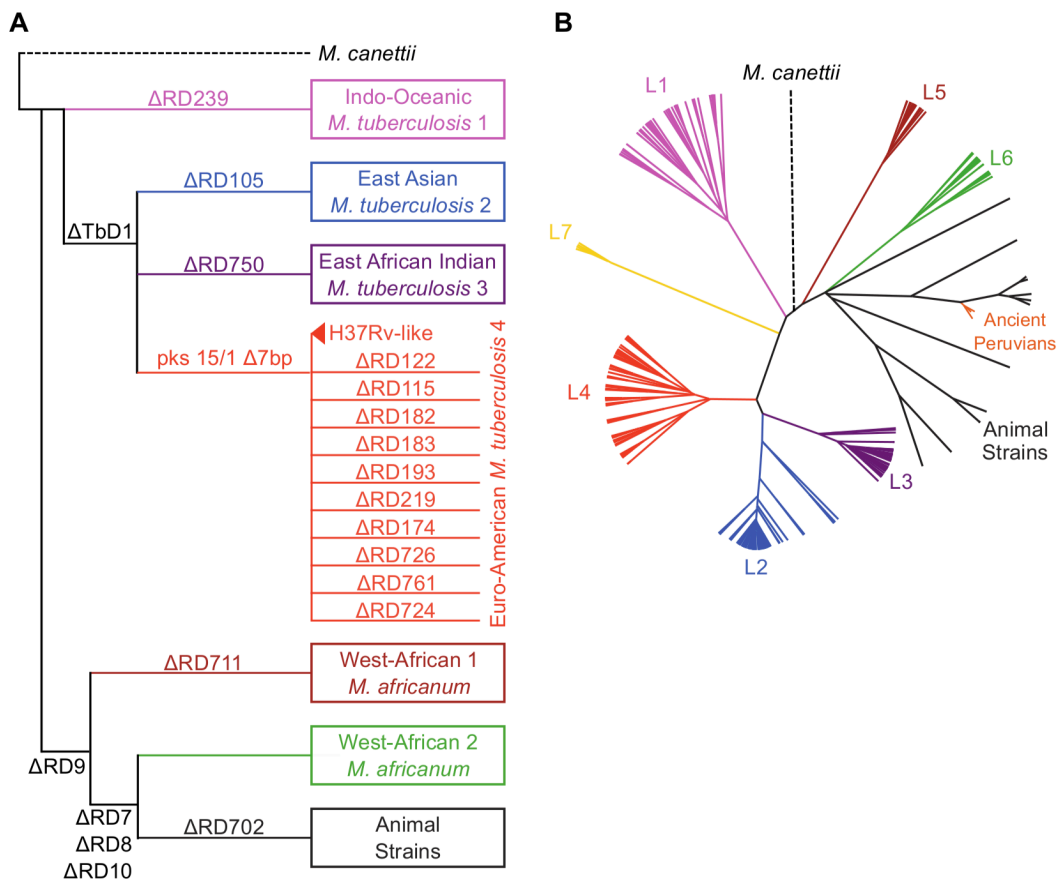 A
M. canettii
ΔRD239
Indo-Oceanic
M. tuberculosis 1
ΔRD105
East Asian
M. tuberculosis 2
ΔTbD1
ΔRD750
East African Indian
M. tuberculosis 3
pks 15/1 Δ7bp
H37Rv-like
ΔRD122
ΔRD115
ΔRD182
ΔRD183
ΔRD193
ΔRD219
ΔRD174
ΔRD726
ΔRD761
ΔRD724
Euro-American M. tuberculosis 4
ΔRD711
West-African 1
M. africanum
ΔRD9
West-African 2
M. africanum
ΔRD7
ΔRD8
ΔRD10
ΔRD702
Animal
Strains
B
M. canettii
L1
L5
L6
L7
Ancient
Peruvians
L4
Animal
Strains
L3
L2